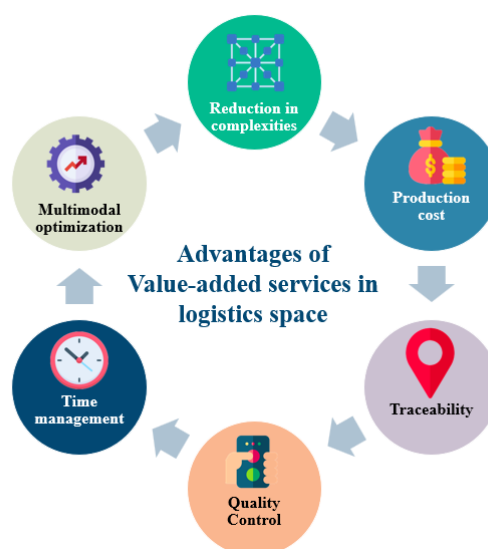 Reduction in
complexities
Production
cost
Traceability
Quality
Control
Time
management
Multimodal
optimization
Advantages of
Value-added services in
logistics space